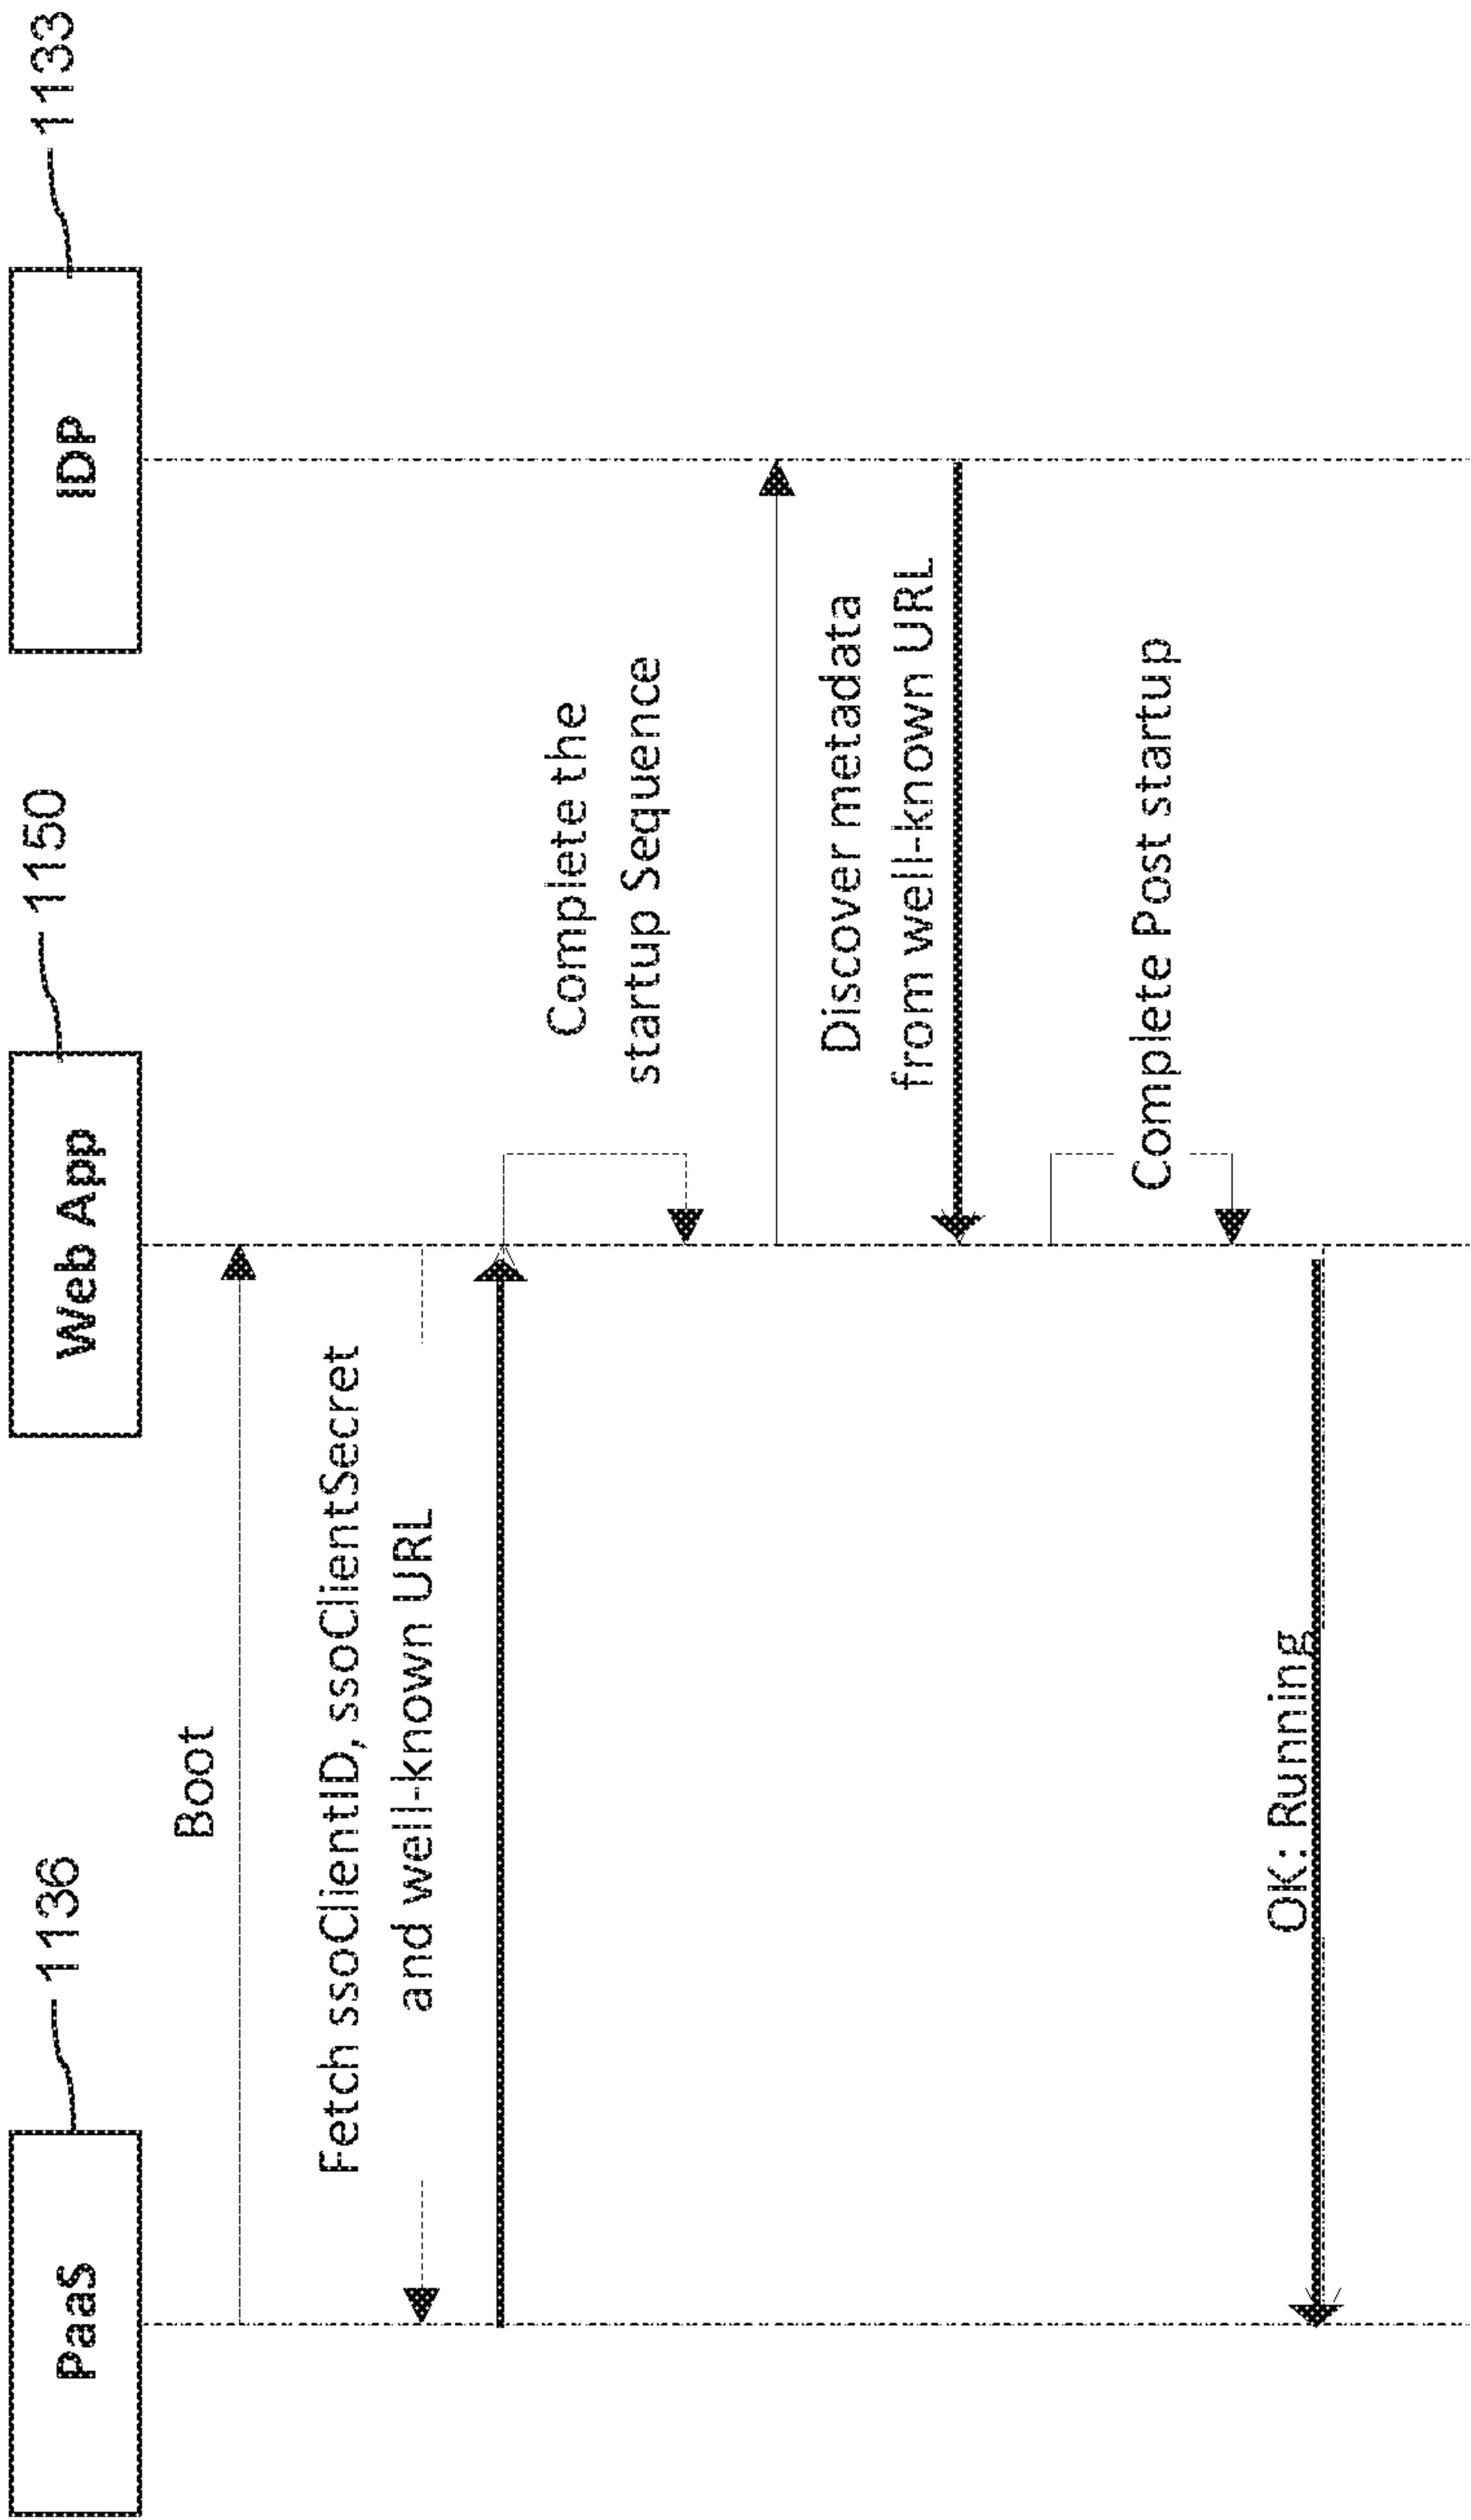 PaaS
1136
Web App
1150
IDP
1133
Boot
Fetch ssoClientID, ssoClientSecret
and well-known URL
Complete the
startup Sequence
Discover metadata
from well-known URL
Complete Post startup
OK: Running